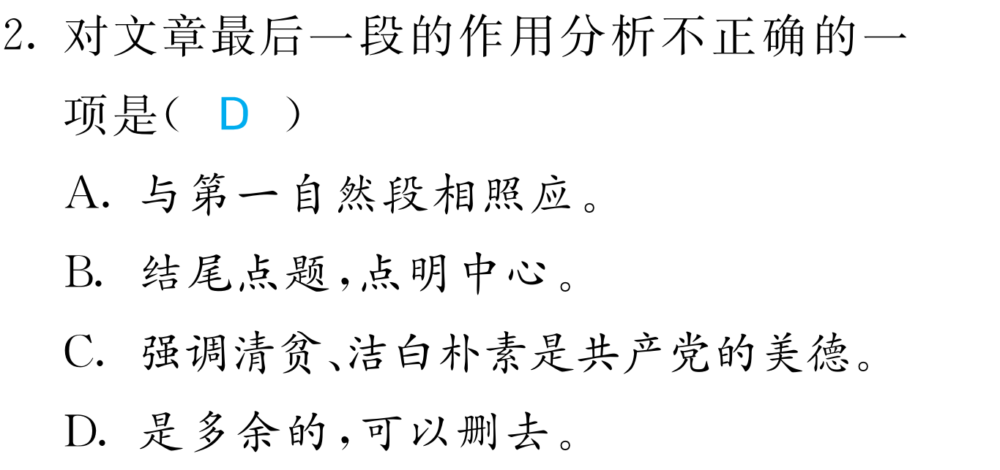 2. 对文章最后一段的作用分析不正确的一
项是( D )
A. 与第一自然段相照应。
B. 结尾点题,点明中心。
C. 强调清贫、洁白朴素是共产党的美德。
D. 是多余的,可以删去。